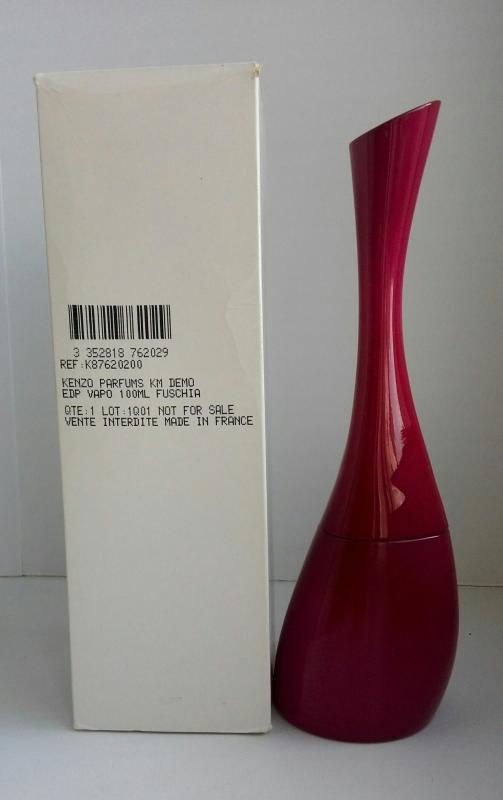 3 352818 762029
REF:K87620200
KENZO PARFUMS KM DEMO
EDP VAPO 100ML FUSCHIA
QTE:1 LOT:1Q01 NOT FOR SALE
VENTE INTERDITE MADE IN FRANCE